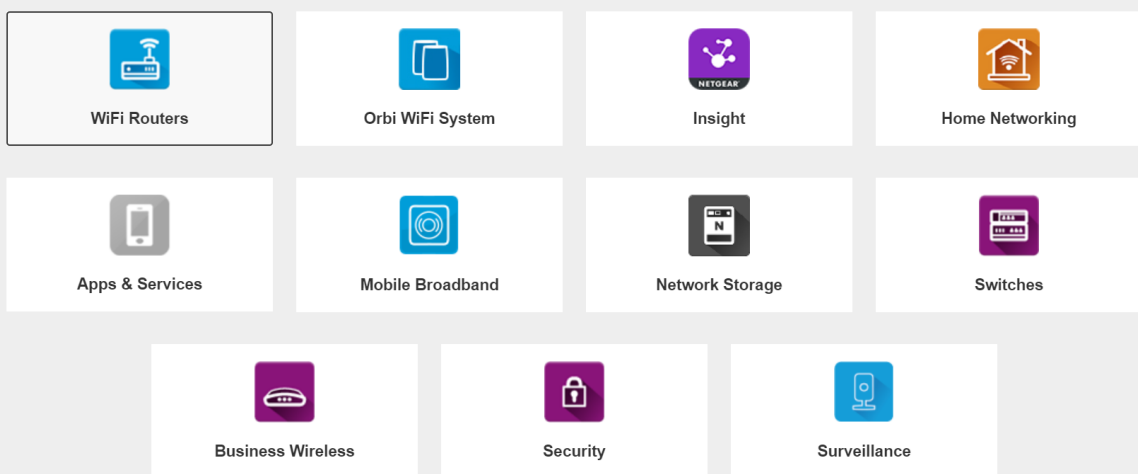 WiFi Routers
Orbi WiFi System
NETGEAR
Insight
Home Networking
Apps & Services
Mobile Broadband
N
Network Storage
Switches
Business Wireless
Security
Surveillance